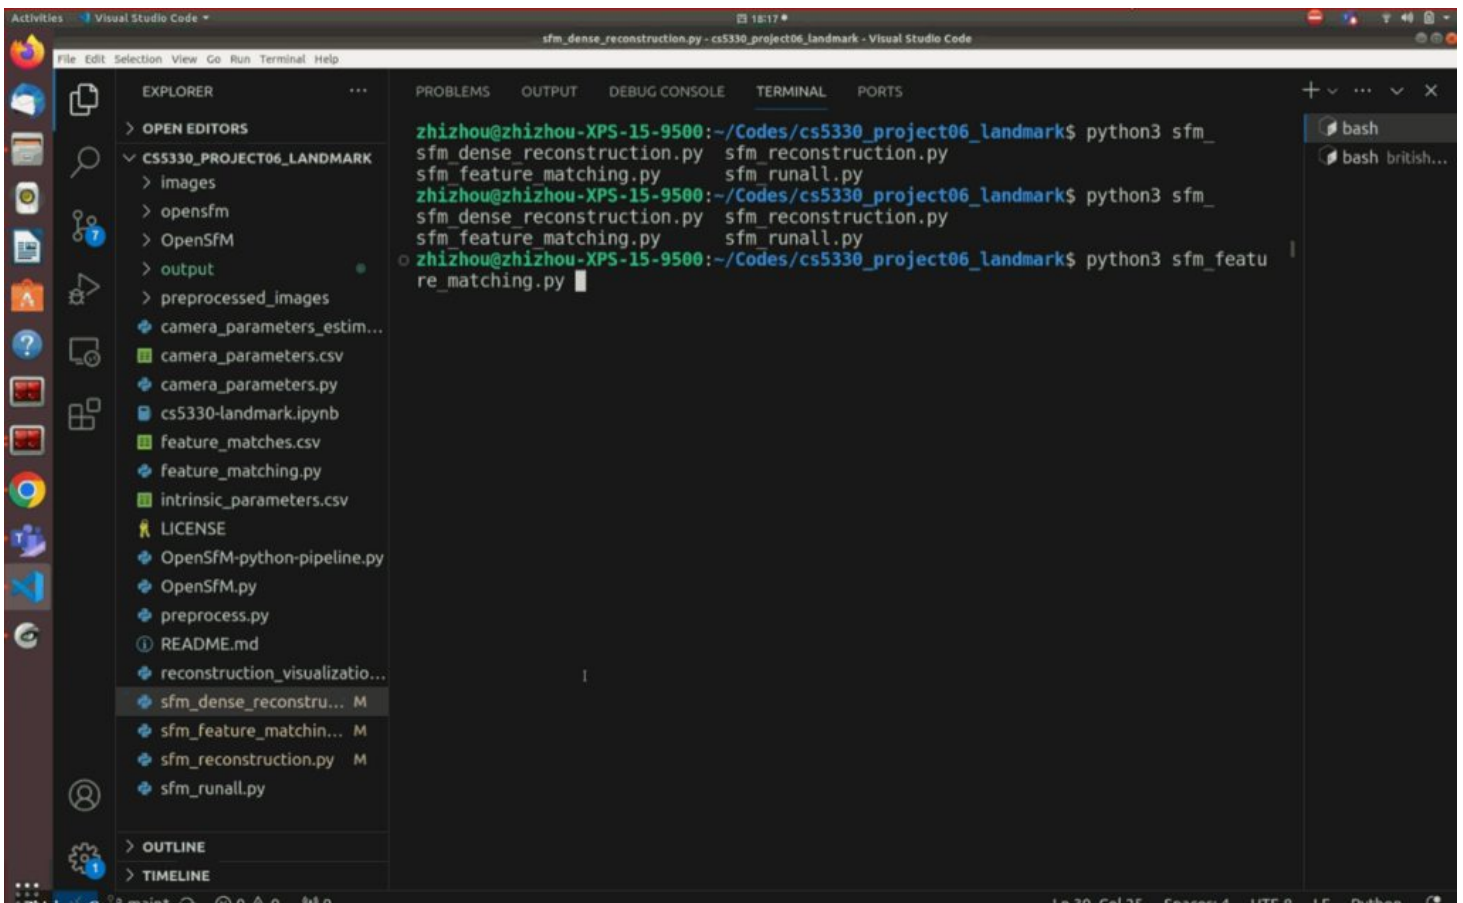 Activities
Visual Studio Code
18:17
sfm_dense_reconstruction.py - cs5330_project06_landmark - Visual Studio Code
File Edit Selection View Go Run Terminal Help
EXPLORER
OPEN EDITORS
CS5330_PROJECT06_LANDMARK
images
opensfm
OpenSfM
output
preprocessed_images
camera_parameters_estim...
camera_parameters.csv
camera_parameters.py
cs5330-landmark.ipynb
feature_matches.csv
feature_matching.py
intrinsic_parameters.csv
LICENSE
OpenSfM-python-pipeline.py
OpenSfM.py
preprocess.py
README.md
reconstruction_visualizatio...
sfm_dense_reconstru... M
sfm_feature_matchin... M
sfm_reconstruction.py M
sfm_runall.py
OUTLINE
TIMELINE
7
1
PROBLEMS OUTPUT DEBUG CONSOLE TERMINAL PORTS
zhizhou@zhizhou-XPS-15-9500:~/Codes/cs5330_project06_landmark$ python3 sfm_
sfm_dense_reconstruction.py sfm_reconstruction.py
sfm_feature_matching.py sfm_runall.py
zhizhou@zhizhou-XPS-15-9500:~/Codes/cs5330_project06_landmark$ python3 sfm_
sfm_dense_reconstruction.py sfm_reconstruction.py
sfm_feature_matching.py sfm_runall.py
zhizhou@zhizhou-XPS-15-9500:~/Codes/cs5330_project06_landmark$ python3 sfm_featu
re_matching.py
bash
bash british...